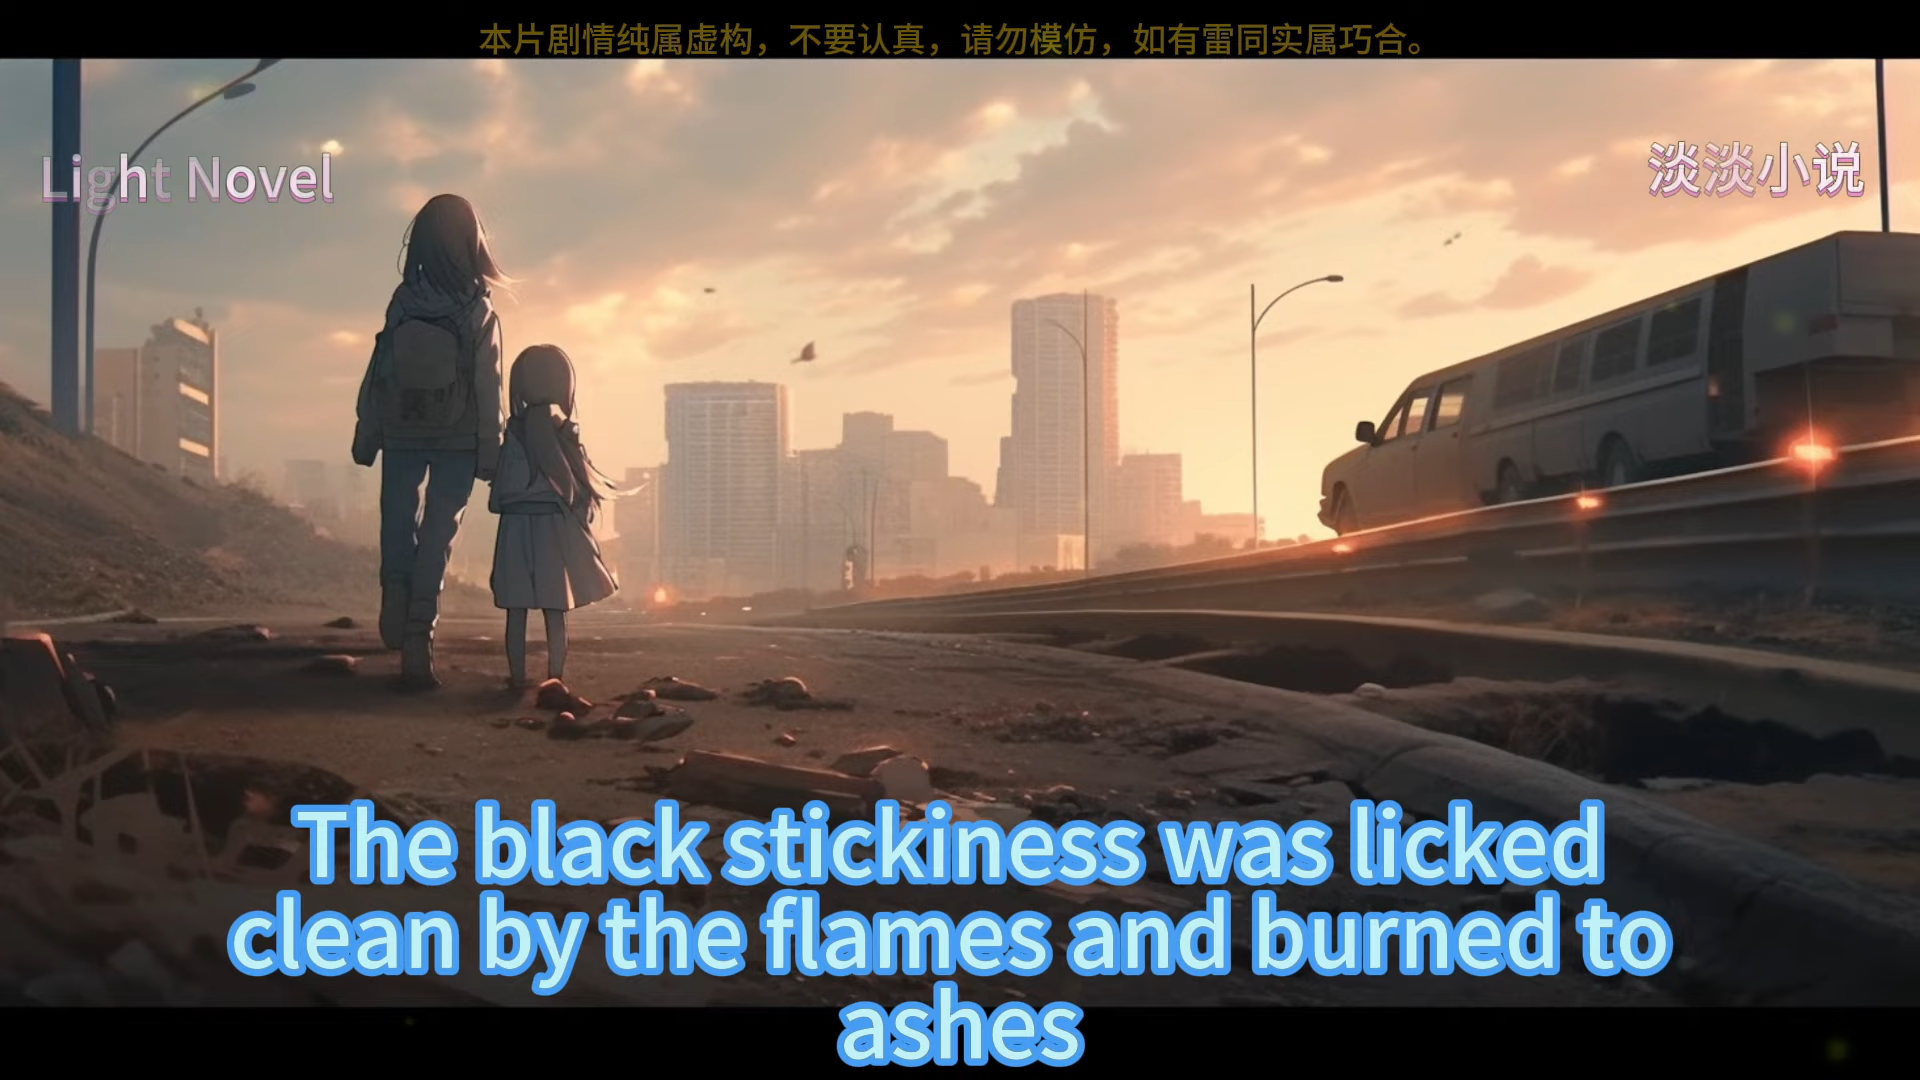 本片剧情纯属虚构，不要认真，请勿模仿，如有雷同实属巧合。
Light Novel
淡淡小说
The black stickiness was licked
clean by the flames and burned to
ashes